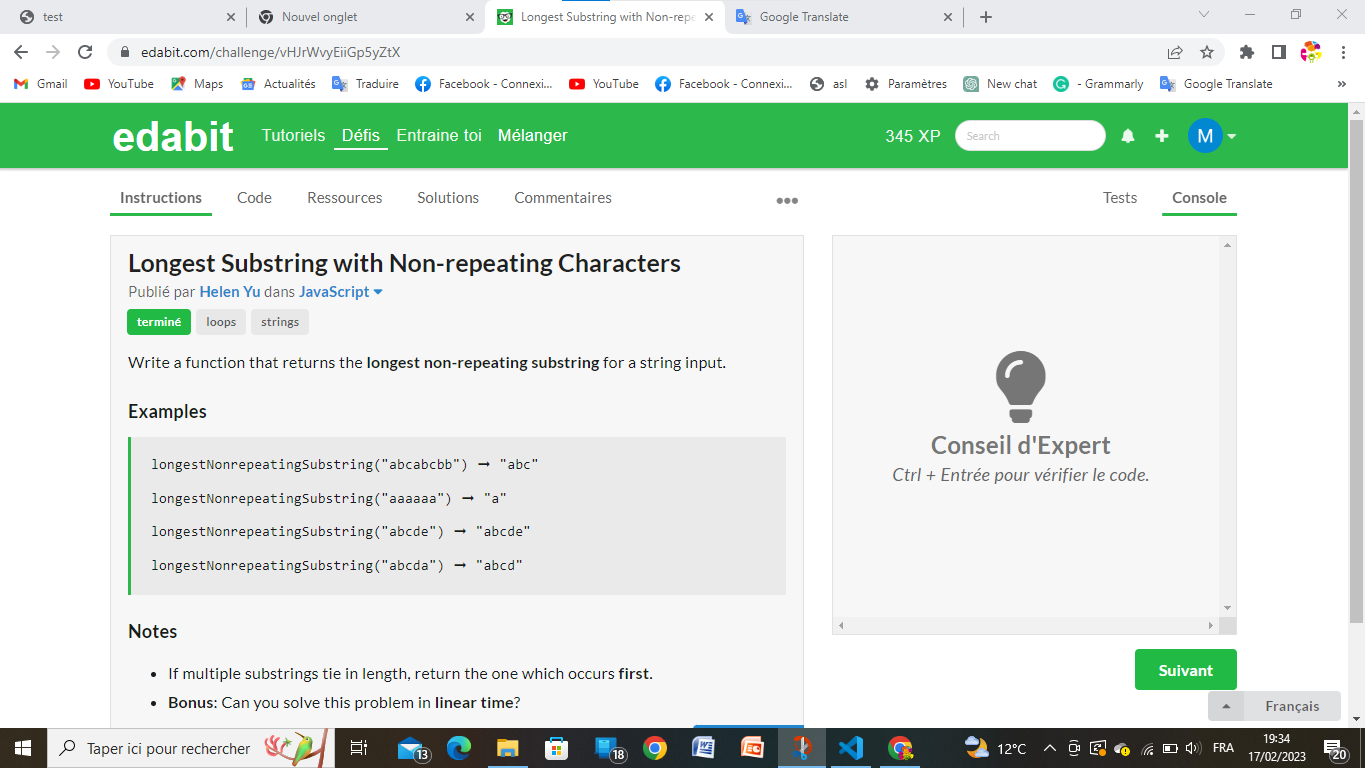 test
Nouvel onglet
Longest Substring with Non-repe
Google Translate
edabit.com/challenge/vHJrWvyEiiGp5yZtX
Gmail YouTube Maps Actualités Traduire Facebook - Connexi... YouTube Facebook - Connexi... asl Paramètres New chat - Grammarly Google Translate »
edabit Tutoriels Défis Entraine toi Mélanger 345 XP Search M
Instructions Code Ressources Solutions Commentaires ••• Tests Console
Longest Substring with Non-repeating Characters
Publié par Helen Yu dans JavaScript
terminé loops strings
Write a function that returns the longest non-repeating substring for a string input.
Examples
longestNonrepeatingSubstring("abcabcbb") ➞ "abc"
longestNonrepeatingSubstring("aaaaaa") ➞ "a"
longestNonrepeatingSubstring("abcde") ➞ "abcde"
longestNonrepeatingSubstring("abcda") ➞ "abcd"
Notes
• If multiple substrings tie in length, return the one which occurs first.
• Bonus: Can you solve this problem in linear time?
Conseil d'Expert
Ctrl + Entrée pour vérifier le code.
Suivant
Français
Taper ici pour rechercher 13 18 12°C FRA 19:34
17/02/2023 20